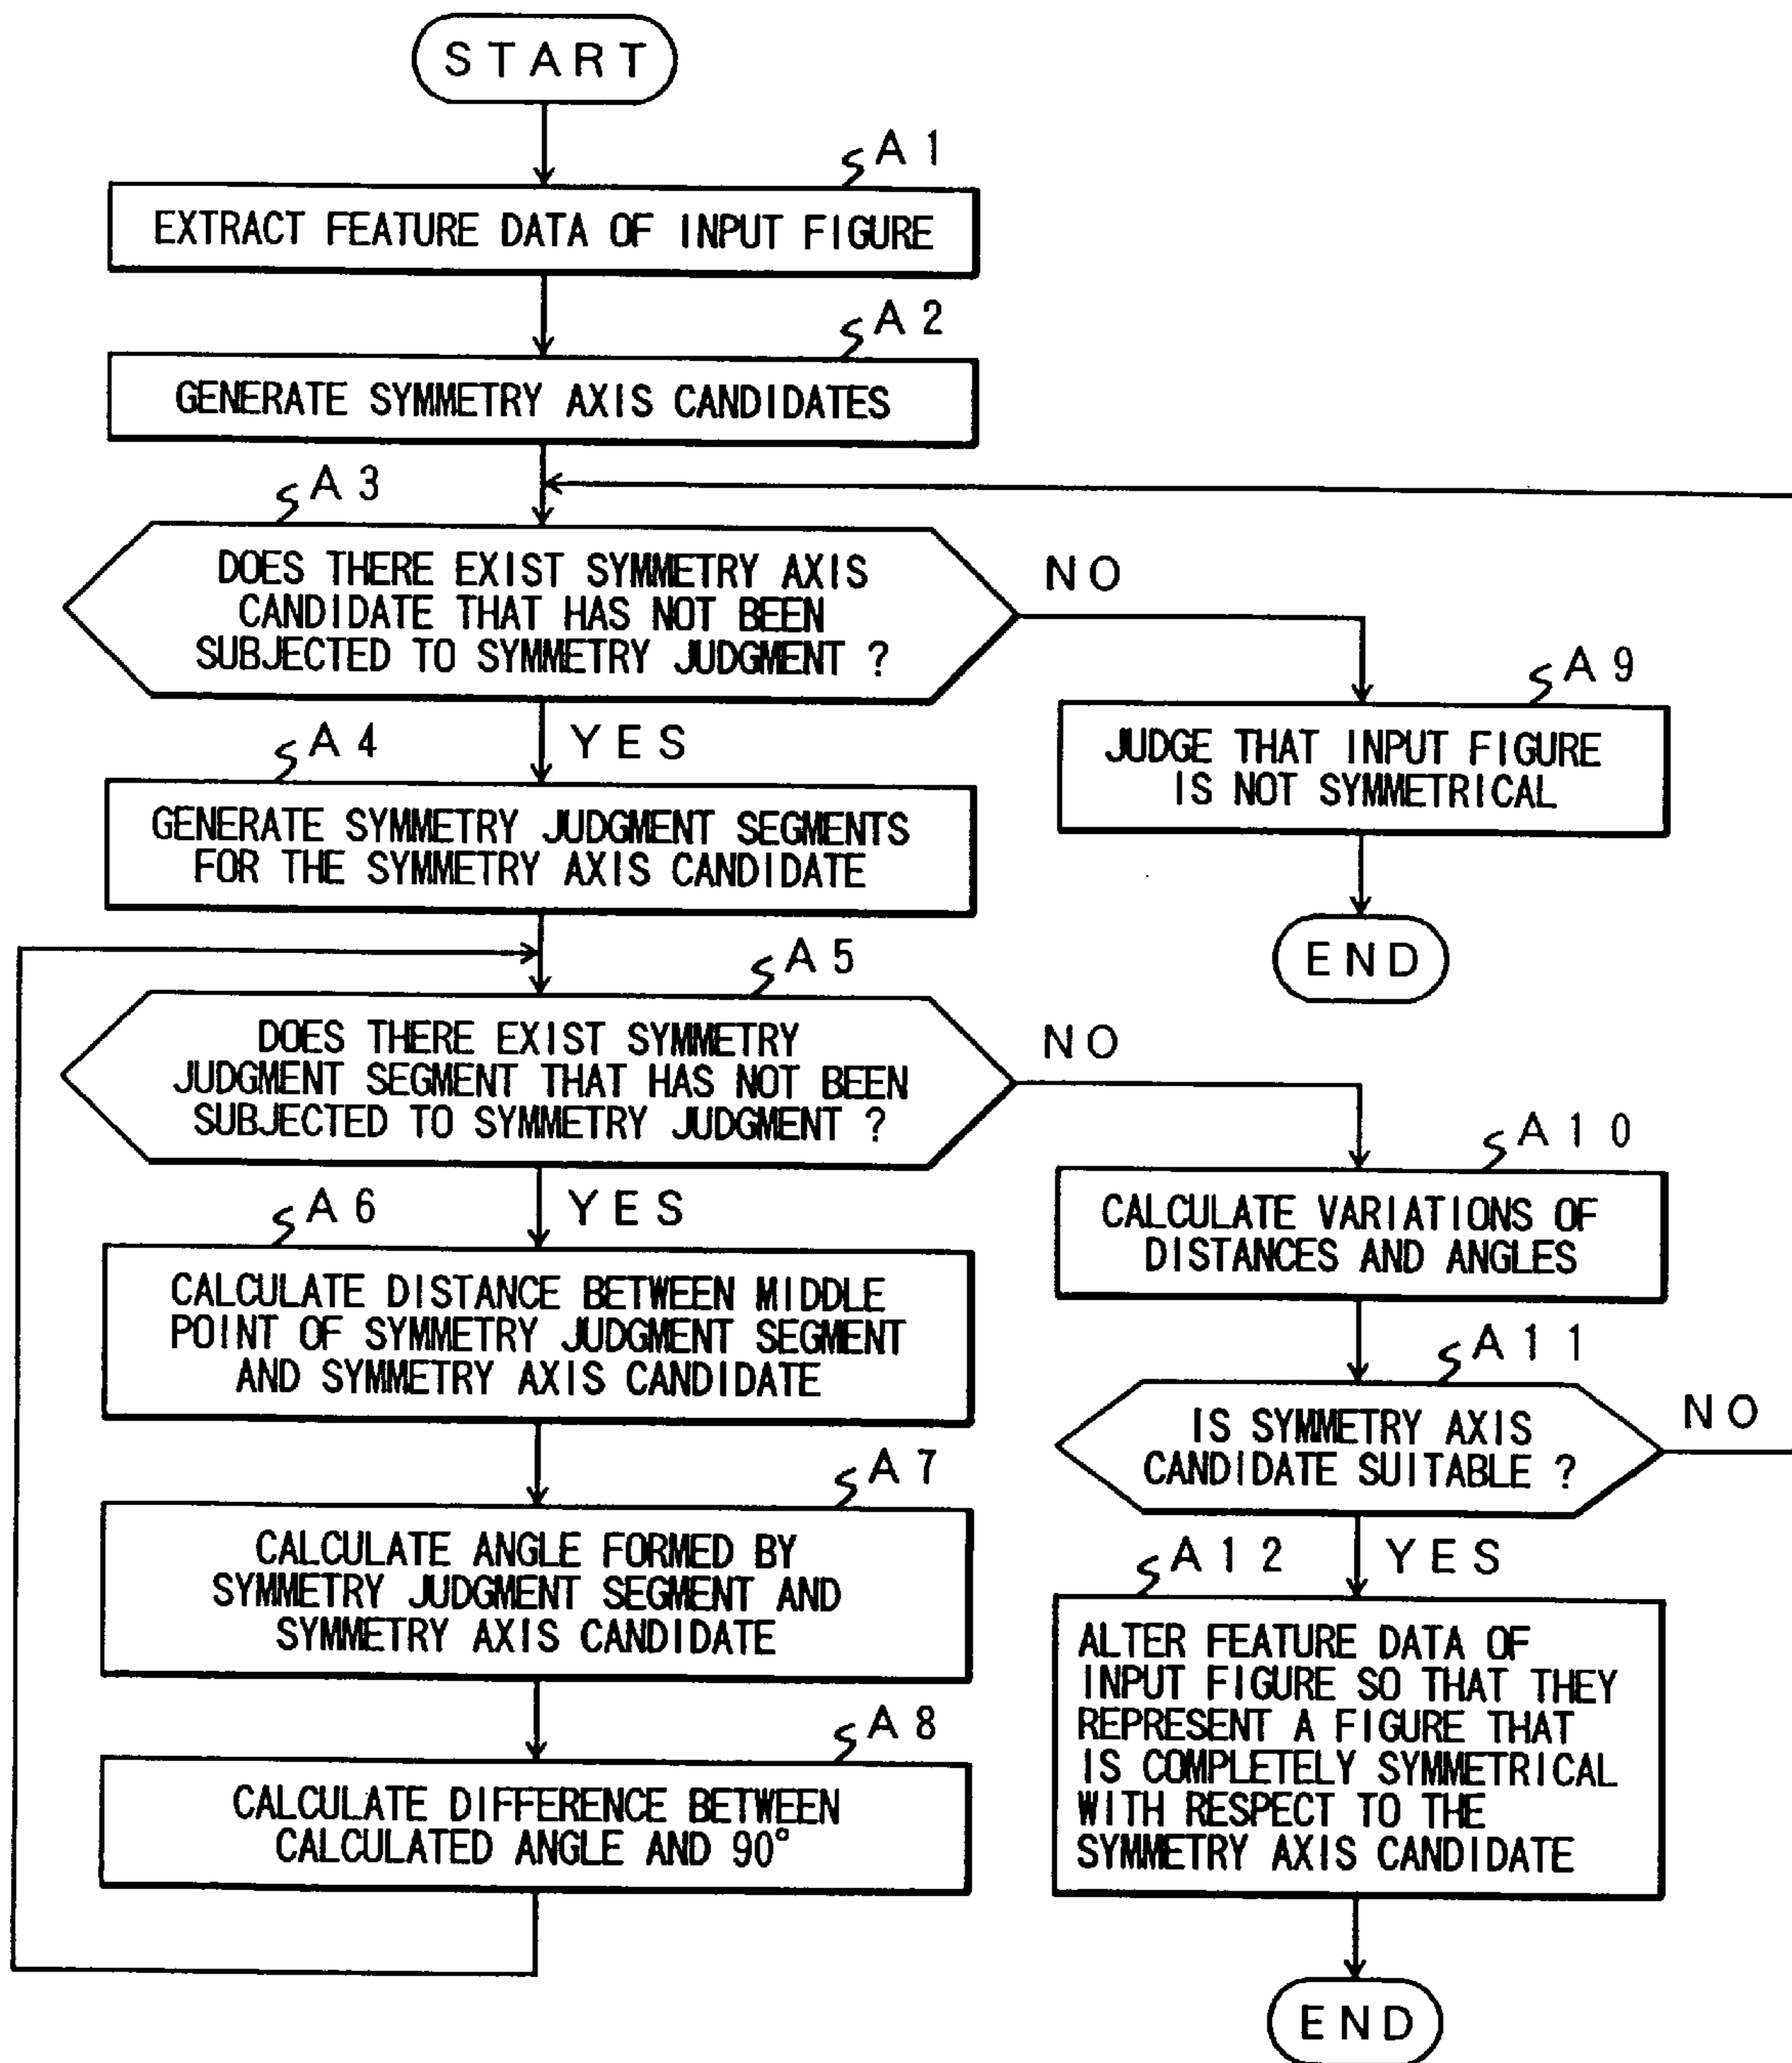 START
A1
EXTRACT FEATURE DATA OF INPUT FIGURE
A2
GENERATE SYMMETRY AXIS CANDIDATES
A3
DOES THERE EXIST SYMMETRY AXIS
CANDIDATE THAT HAS NOT BEEN
SUBJECTED TO SYMMETRY JUDGMENT ?
NO
YES
A9
JUDGE THAT INPUT FIGURE
IS NOT SYMMETRICAL
END
A4
GENERATE SYMMETRY JUDGMENT SEGMENTS
FOR THE SYMMETRY AXIS CANDIDATE
A5
DOES THERE EXIST SYMMETRY
JUDGMENT SEGMENT THAT HAS NOT BEEN
SUBJECTED TO SYMMETRY JUDGMENT ?
NO
YES
A6
CALCULATE DISTANCE BETWEEN MIDDLE
POINT OF SYMMETRY JUDGMENT SEGMENT
AND SYMMETRY AXIS CANDIDATE
A7
CALCULATE ANGLE FORMED BY
SYMMETRY JUDGMENT SEGMENT AND
SYMMETRY AXIS CANDIDATE
A8
CALCULATE DIFFERENCE BETWEEN
CALCULATED ANGLE AND 90°
A10
CALCULATE VARIATIONS OF
DISTANCES AND ANGLES
A11
IS SYMMETRY AXIS
CANDIDATE SUITABLE ?
NO
YES
A12
ALTER FEATURE DATA OF
INPUT FIGURE SO THAT THEY
REPRESENT A FIGURE THAT
IS COMPLETELY SYMMETRICAL
WITH RESPECT TO THE
SYMMETRY AXIS CANDIDATE
END